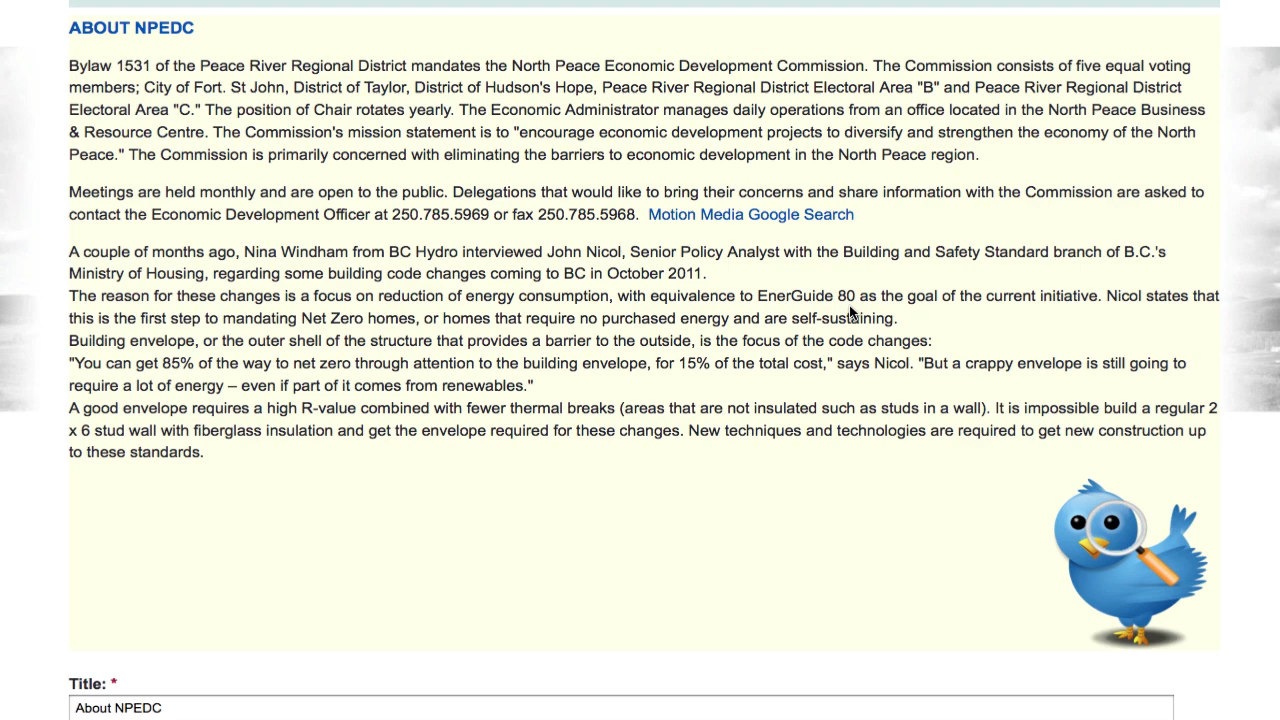 ABOUT NPEDC
Bylaw 1531 of the Peace River Regional District mandates the North Peace Economic Development Commission. The Commission consists of five equal voting
members; City of Fort. St John, District of Taylor, District of Hudson's Hope, Peace River Regional District Electoral Area "B" and Peace River Regional District
Electoral Area "C." The position of Chair rotates yearly. The Economic Administrator manages daily operations from an office located in the North Peace Business
& Resource Centre. The Commission's mission statement is to "encourage economic development projects to diversify and strengthen the economy of the North
Peace." The Commission is primarily concerned with eliminating the barriers to economic development in the North Peace region.
Meetings are held monthly and are open to the public. Delegations that would like to bring their concerns and share information with the Commission are asked to
contact the Economic Development Officer at 250.785.5969 or fax 250.785.5968. Motion Media Google Search
A couple of months ago, Nina Windham from BC Hydro interviewed John Nicol, Senior Policy Analyst with the Building and Safety Standard branch of B.C.'s
Ministry of Housing, regarding some building code changes coming to BC in October 2011.
The reason for these changes is a focus on reduction of energy consumption, with equivalence to EnerGuide 80 as the goal of the current initiative. Nicol states that
this is the first step to mandating Net Zero homes, or homes that require no purchased energy and are self-sustaining.
Building envelope, or the outer shell of the structure that provides a barrier to the outside, is the focus of the code changes:
"You can get 85% of the way to net zero through attention to the building envelope, for 15% of the total cost," says Nicol. "But a crappy envelope is still going to
require a lot of energy – even if part of it comes from renewables."
A good envelope requires a high R-value combined with fewer thermal breaks (areas that are not insulated such as studs in a wall). It is impossible build a regular 2
x 6 stud wall with fiberglass insulation and get the envelope required for these changes. New techniques and technologies are required to get new construction up
to these standards.
Title: *
About NPEDC